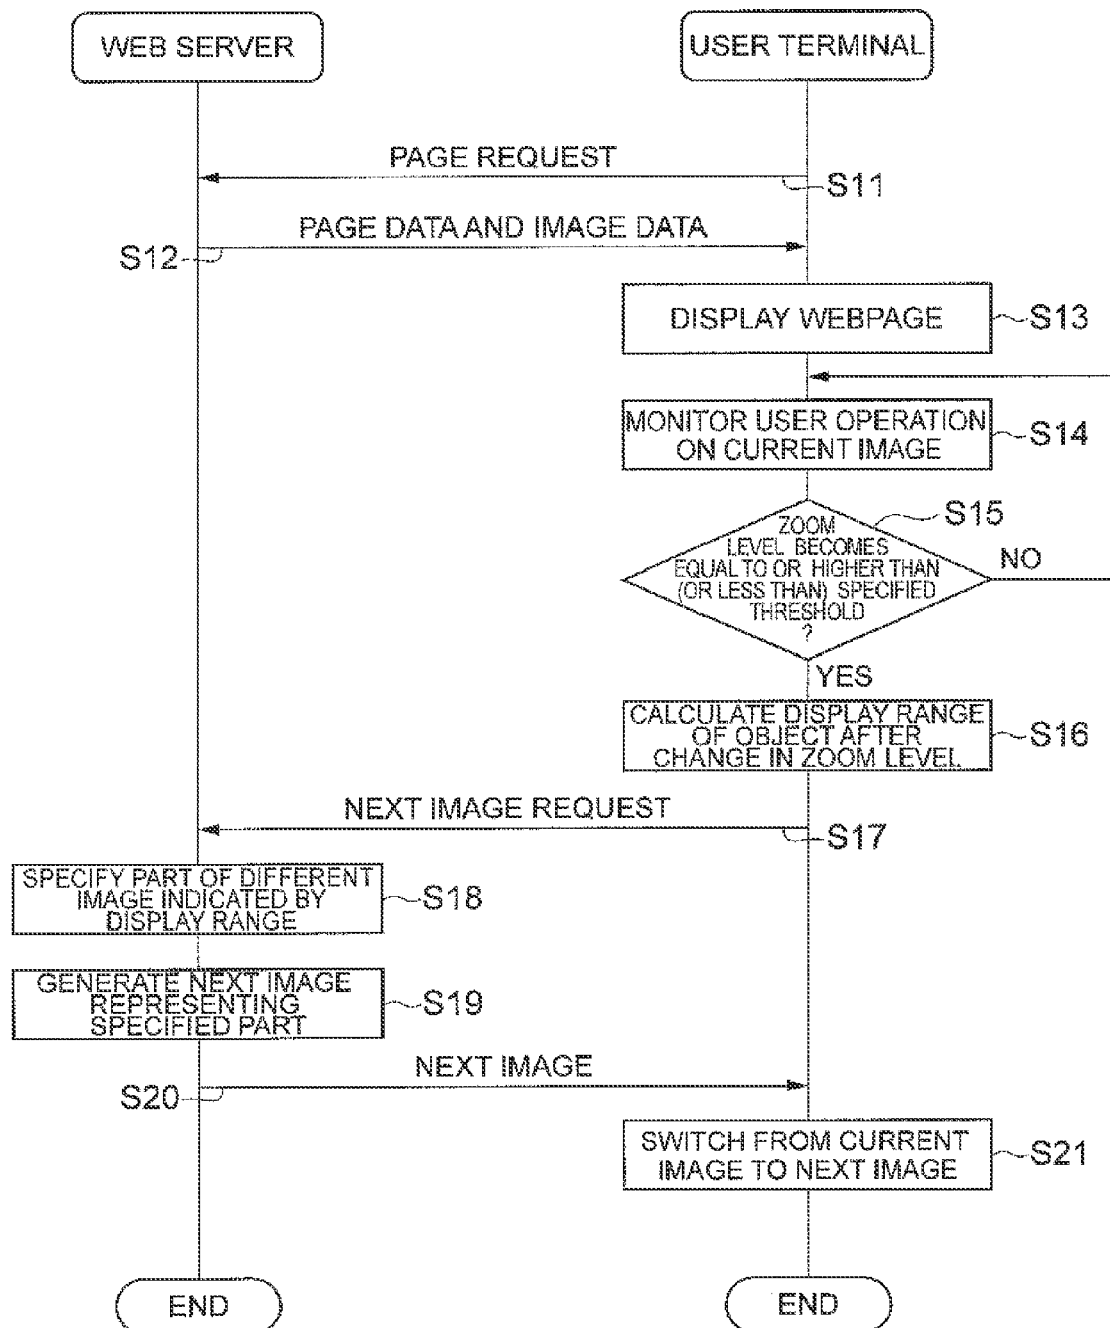 WEB SERVER
USER TERMINAL
PAGE REQUEST
S11
PAGE DATA AND IMAGE DATA
S12
DISPLAY WEBPAGE
S13
MONITOR USER OPERATION
ON CURRENT IMAGE
S14
S15
ZOOM
LEVEL BECOMES
EQUAL TO OR HIGHER THAN
(OR LESS THAN) SPECIFIED
THRESHOLD
?
NO
YES
CALCULATE DISPLAY RANGE
OF OBJECT AFTER
CHANGE IN ZOOM LEVEL
S16
NEXT IMAGE REQUEST
S17
SPECIFY PART OF DIFFERENT
IMAGE INDICATED BY
DISPLAY RANGE
S18
GENERATE NEXT IMAGE
REPRESENTING
SPECIFIED PART
S19
NEXT IMAGE
S20
SWITCH FROM CURRENT
IMAGE TO NEXT IMAGE
S21
END
END